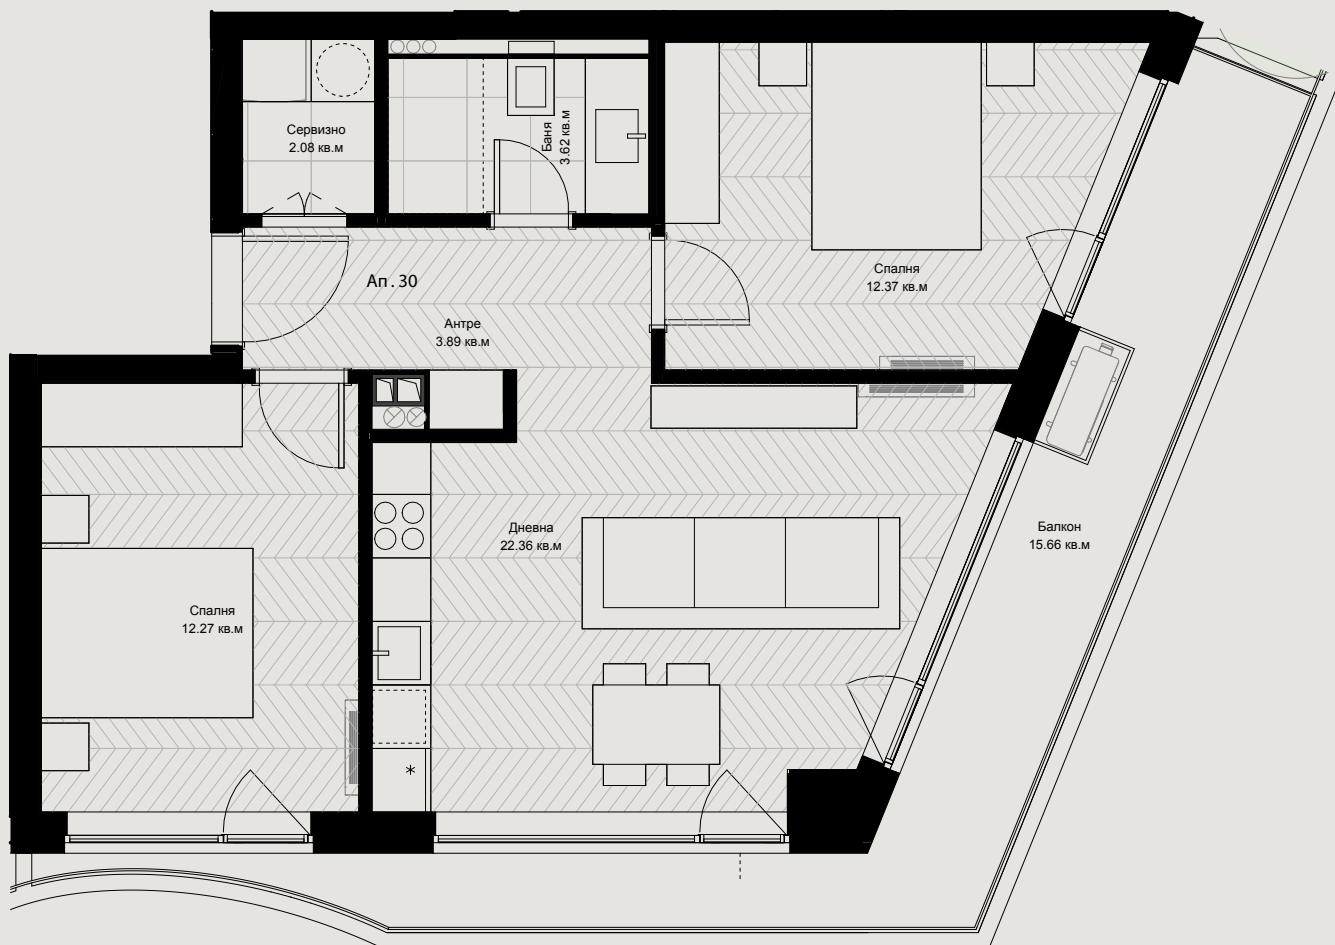 Сервизно
2.08 кв.м
Баня
3.62 кв.м
Ап.30
Спалня
12.37 кв.м
Антре
3.89 кв.м
Дневна
22.36 кв.м
Балкон
15.66 кв.м
Спалня
12.27 кв.м
*